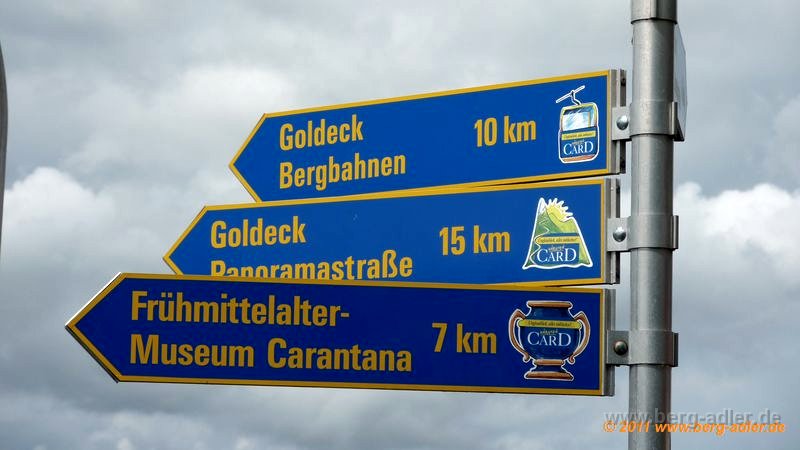 Goldeck 10 km
Bergbahnen
CARD
Goldeck 15 km
Panoramastraße
CARD
Frühmittelalter-
Museum Carantana 7 km
CARD
www.berg-adler.de
© 2011 www.berg-adler.de